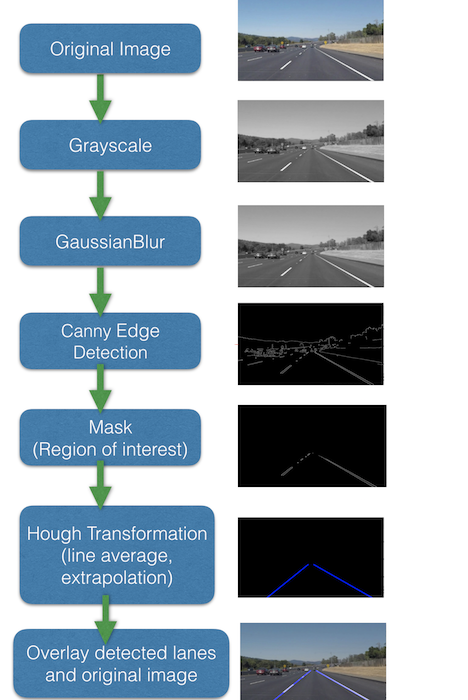 Original Image
Grayscale
GaussianBlur
Canny Edge
Detection
Mask
(Region of interest)
Hough Transformation
(line average,
extrapolation)
Overlay detected lanes
and original image